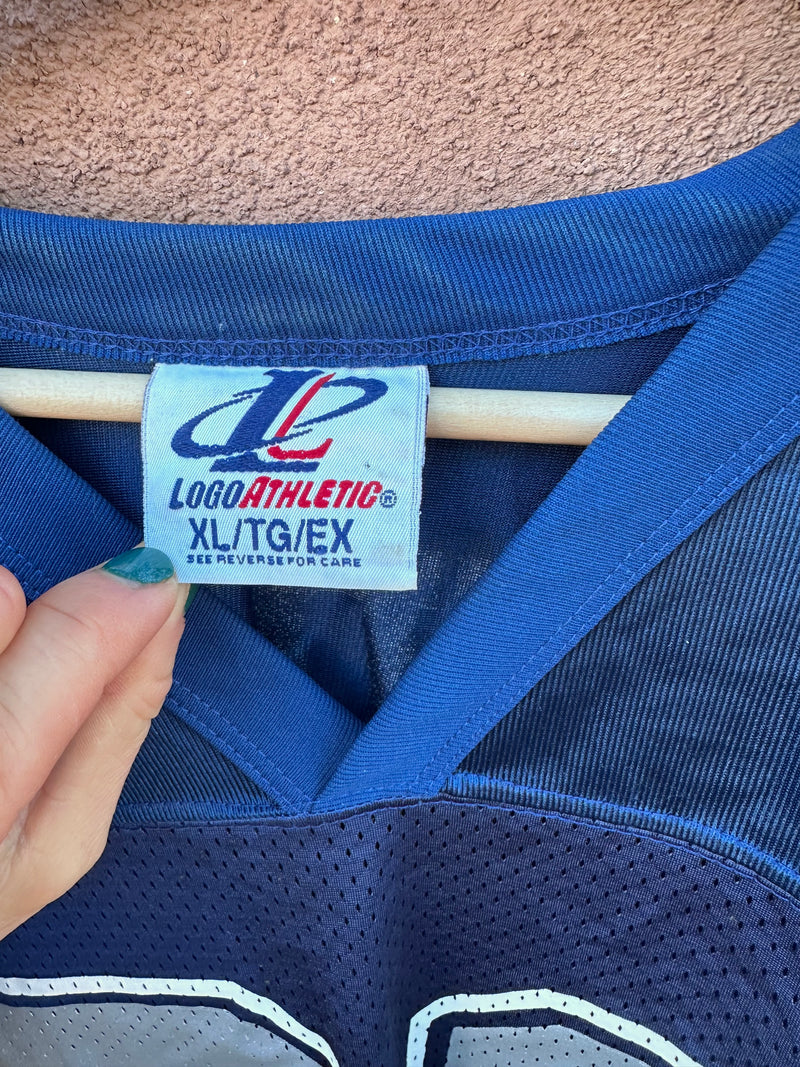 L
LOGOATHLETIC®
XL/TG/EX
SEE REVERSE FOR CARE